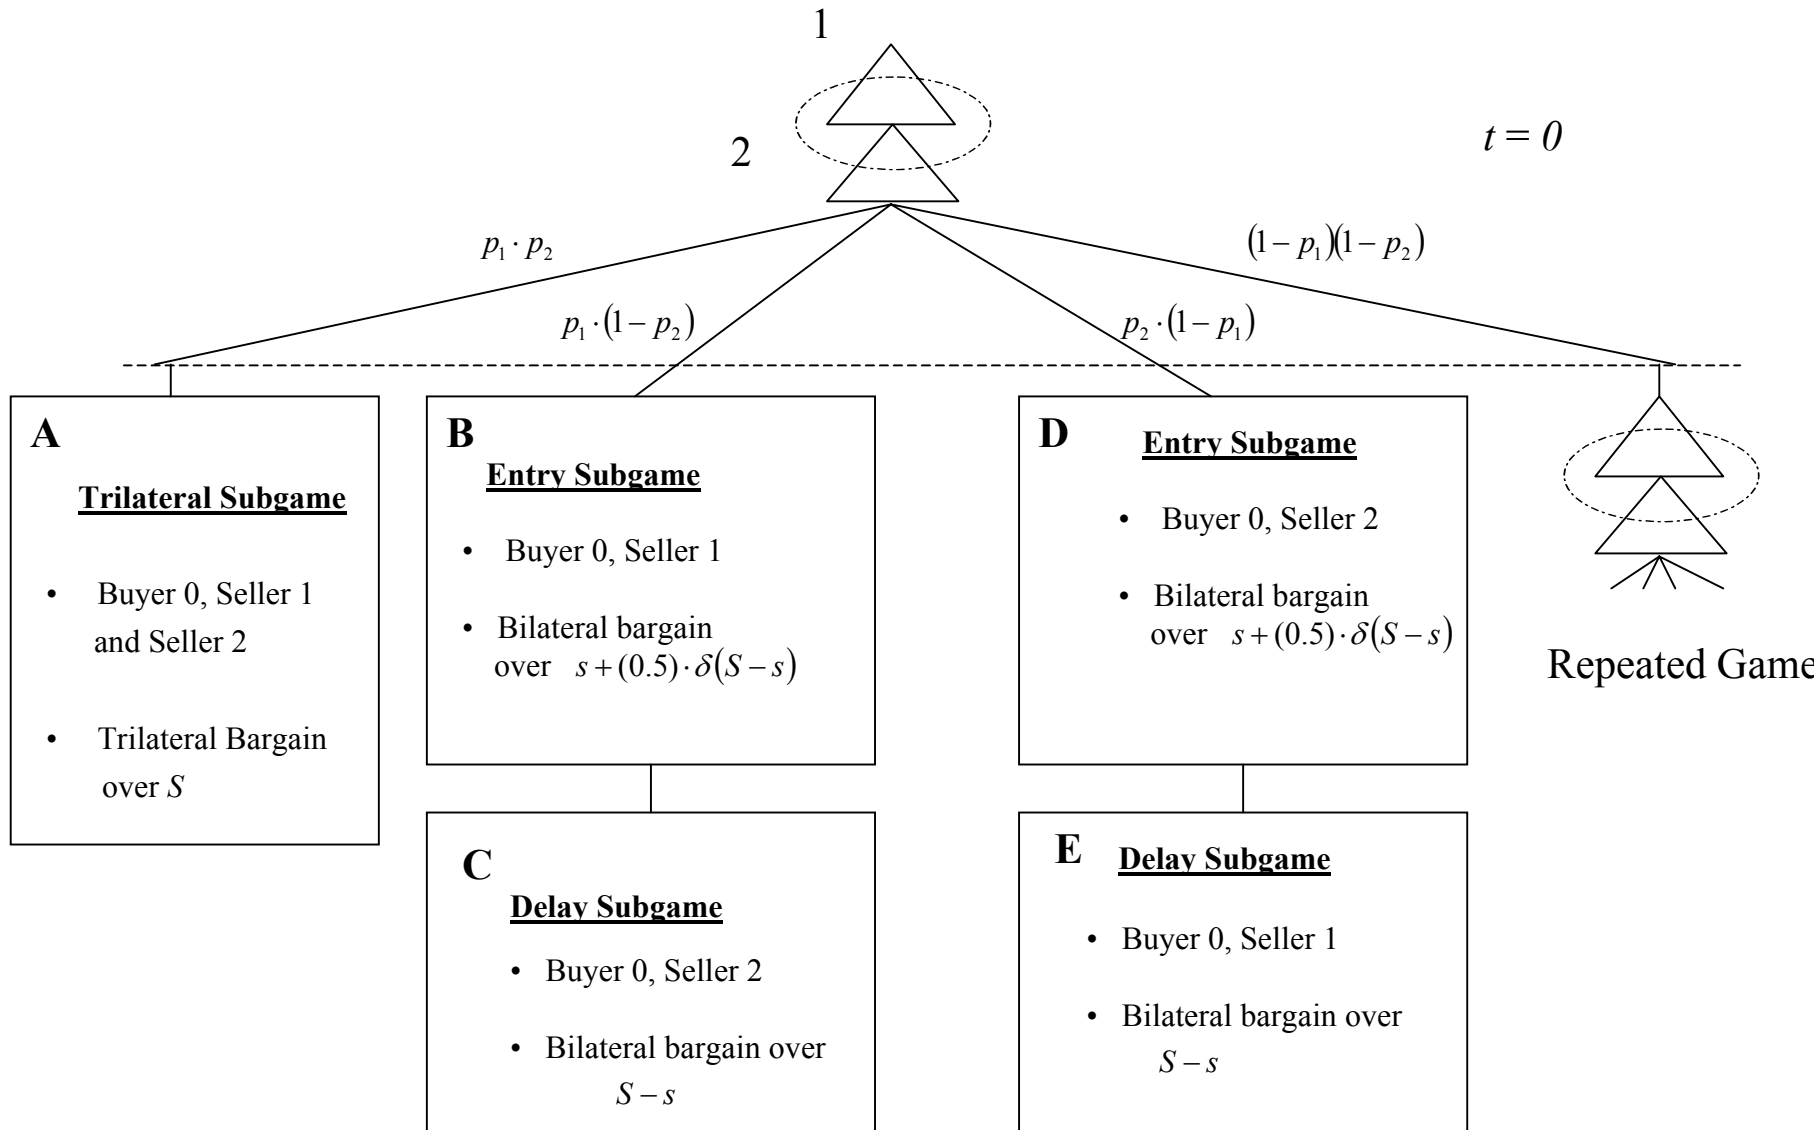 1
2
t = 0
p₁ · p₂
p₁ · (1 − p₂)
p₂ · (1 − p₁)
(1 − p₁)(1 − p₂)
A
Trilateral Subgame
• Buyer 0, Seller 1
and Seller 2
• Trilateral Bargain
over S
B
Entry Subgame
• Buyer 0, Seller 1
• Bilateral bargain
over s + (0.5) · δ(S − s)
C
Delay Subgame
• Buyer 0, Seller 2
• Bilateral bargain over
S − s
D
Entry Subgame
• Buyer 0, Seller 2
• Bilateral bargain
over s + (0.5) · δ(S − s)
E
Delay Subgame
• Buyer 0, Seller 1
• Bilateral bargain over
S − s
Repeated Game